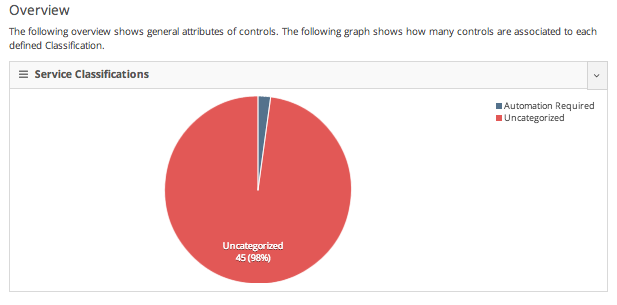 Overview
The following overview shows general attributes of controls. The following graph shows how many controls are associated to each
defined Classification.
Service Classifications
Automation Required
Uncategorized
Uncategorized
45 (98%)